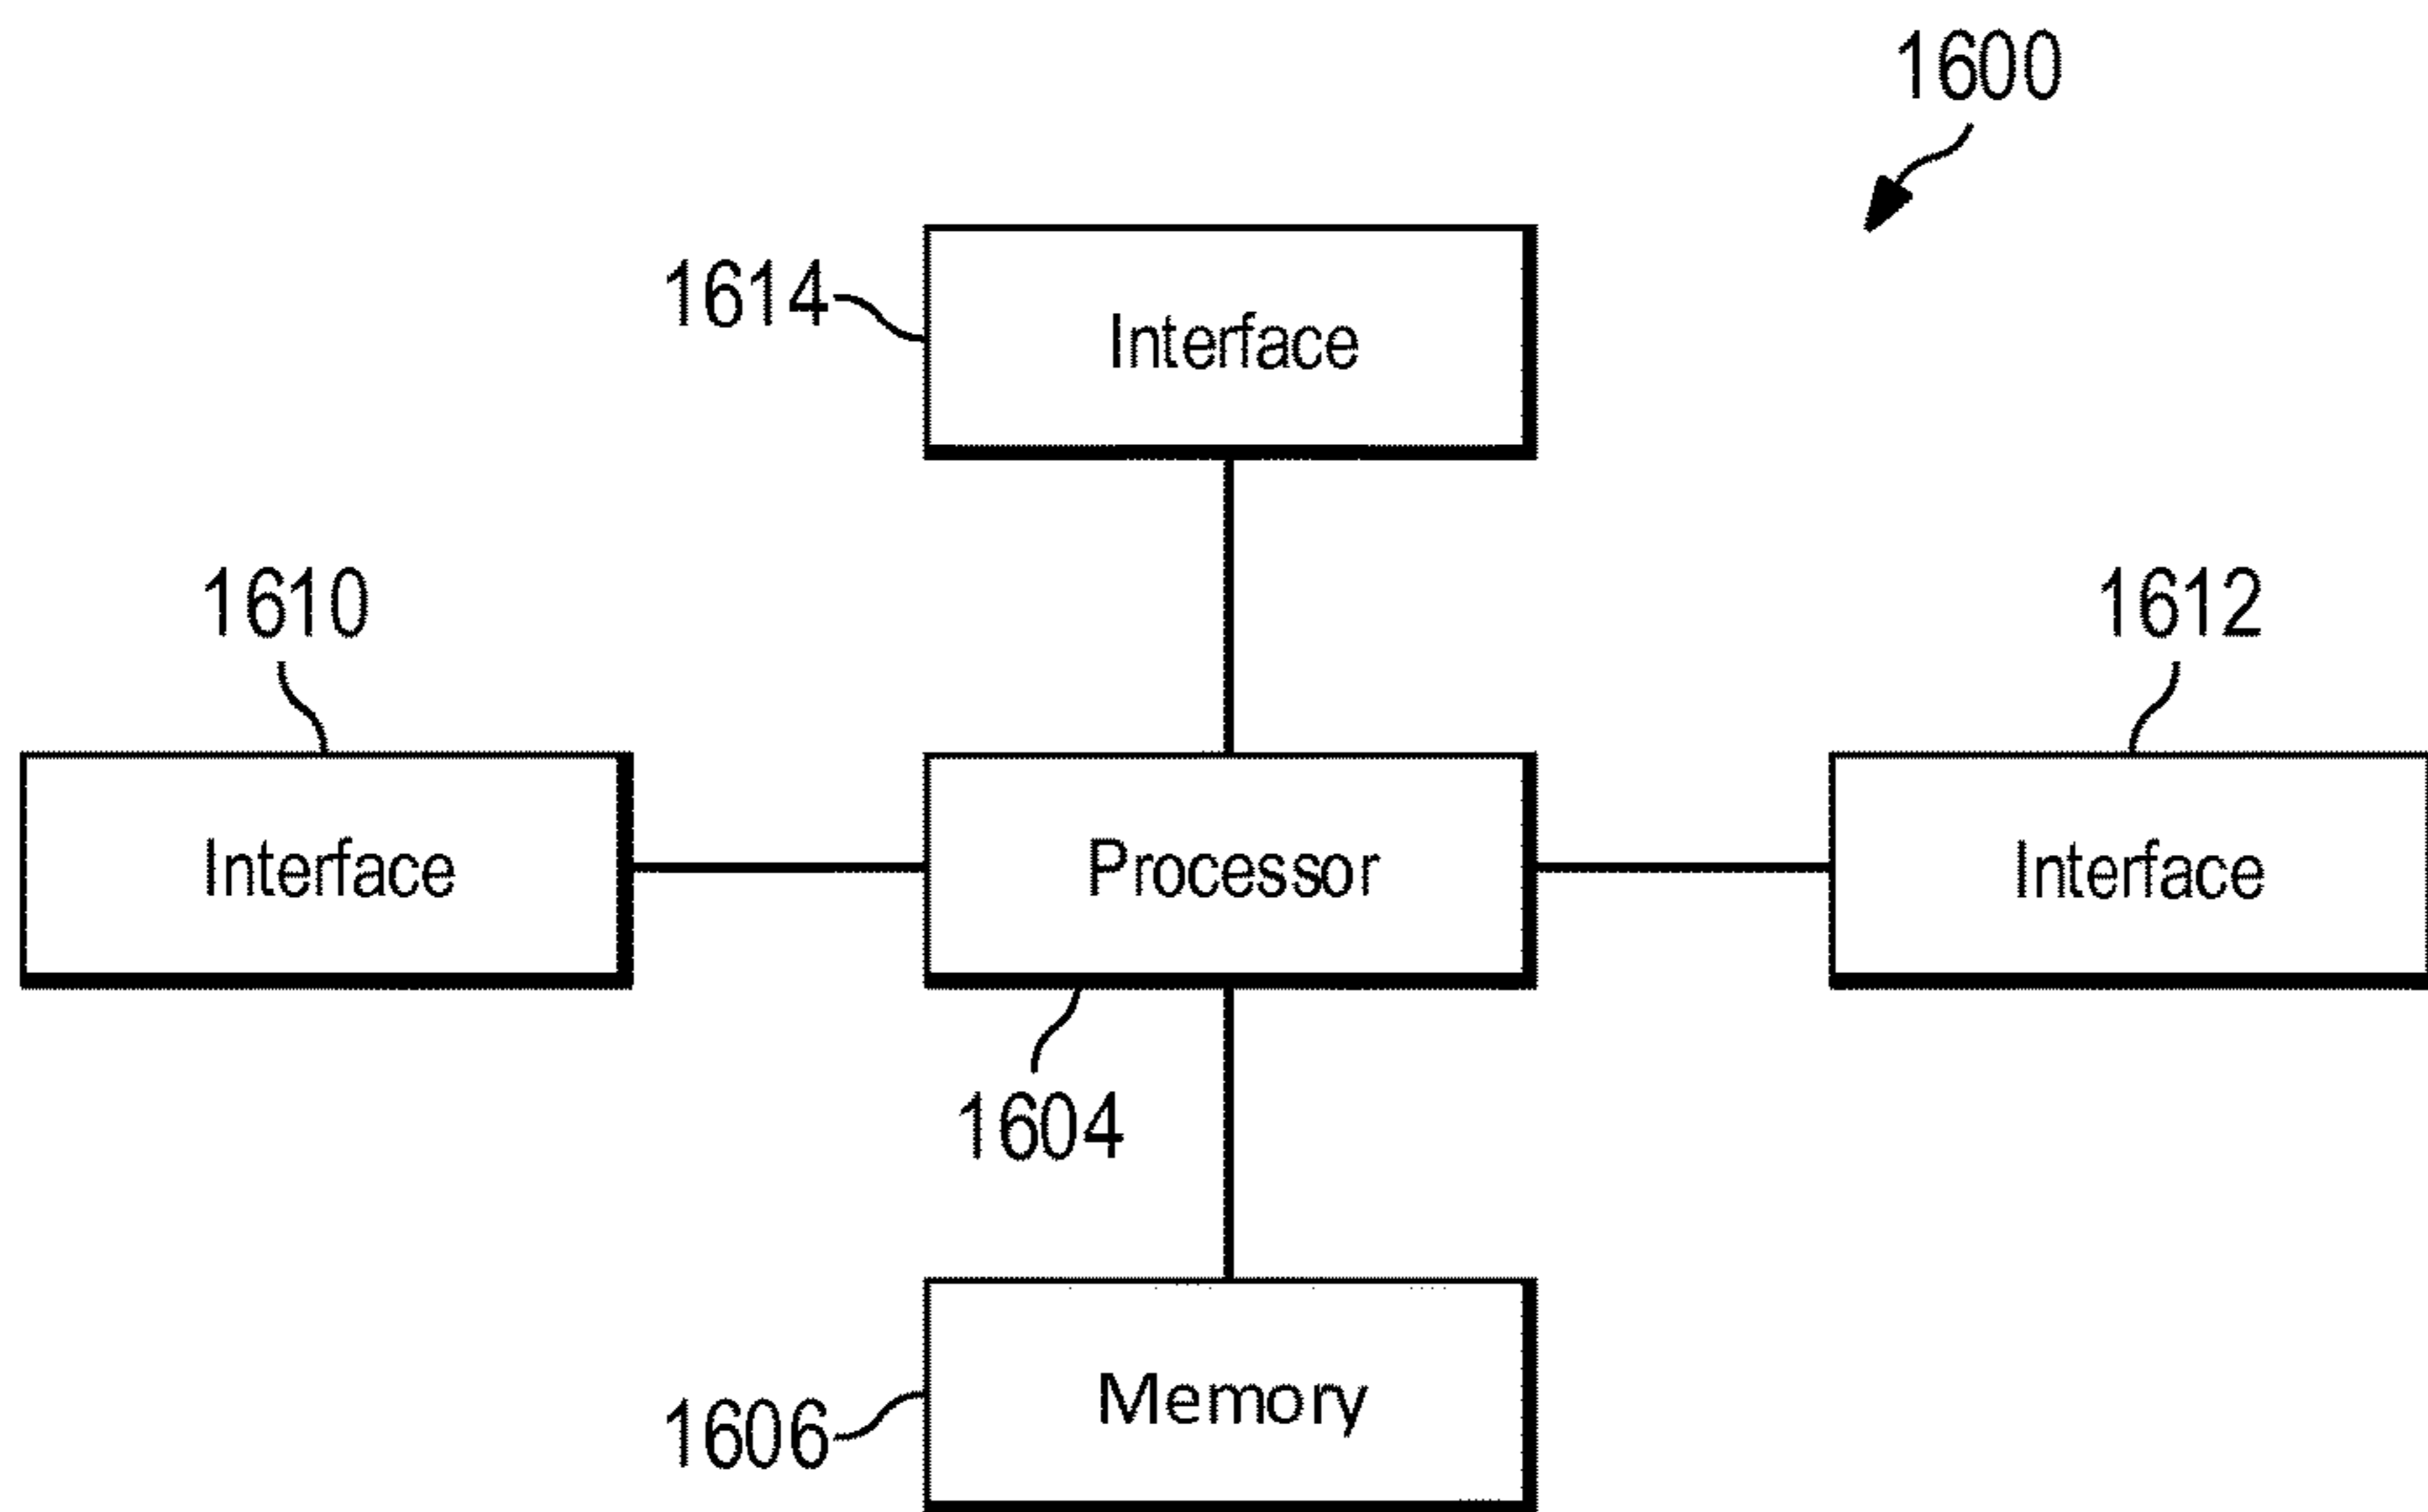 1600
1614
Interface
1610
1612
Interface
Processor
Interface
1604
1606
Memory